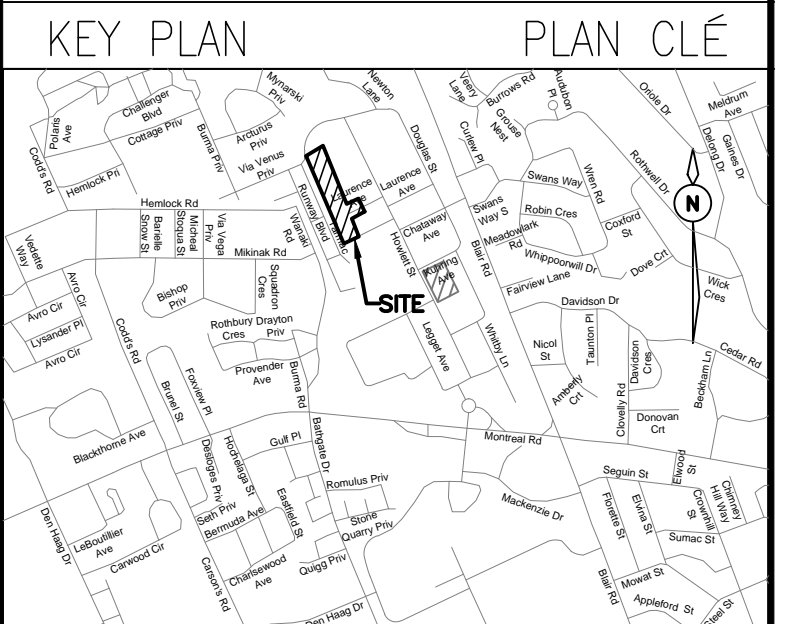 KEY PLAN
PLAN CLÉ
Mynarski
Priv
Newton
Lane
Veery
Lane
Burrows Rd
Audubon
Pl
Oriole Dr
Meldrum
Ave
Polaris
Ave
Challenger
Blvd
Cottage Priv
Burma Priv
Arcturus
Priv
Via Venus
Priv
Douglas St
Curlew Pl
Grouse
Nest
Rothwell Dr
Delong Dr
Gaines Dr
Codd's Rd
Hemlock Pri
Laurence
Laurence
Ave
Swans Way
Wren Rd
N
Hemlock Rd
Runway Blvd
Wanaki
Rd
Tarmac
Barielle
Snow St
Micheal
Stoqua St
Via Vega
Priv
Mikinak Rd
Howlett St
Chataway
Ave
Swans
Way S
Meadowlark
Rd
Robin Cres
Coxford
St
Blair Rd
Whippoorwill Dr
Dove Crt
Fairview Lane
Wick
Cres
Vedette
Way
Avro Cir
Avro Cir
Lysander Pl
Avro Cir
Bishop
Priv
Squadron
Cres
Ave
SITE
Davidson Dr
Codd's Rd
Rothbury
Cres
Drayton
Priv
Provender
Ave
Burma Rd
Legget Ave
Whitby Ln
Nicol
St
Taunton Pl
Davidson
Cres
Cedar Rd
Beckham Ln
Brunel St
Foxview Pl
Amberly
Crt
Clovelly Rd
Donovan
Crt
Blackthorne Ave
Desloges Priv
Hochelaga St
Gulf Pl
Bathgate Dr
Montreal Rd
Seguin St
Elwood
St
Romulus Priv
Seth Priv
Bermuda Ave
Eastfield St
Stone
Quarry Priv
Mackenzie Dr
Florette St
Elvina St
Crownhill
St
Chimney
Hill Way
Den Haag Dr
LeBoutillier
Ave
Carwood Cir
Carson's Rd
Charlsewood
Ave
Quigg Priv
Sumac St
Blair Rd
Mowat St
Appleford St
Steel St
Den Haag Dr